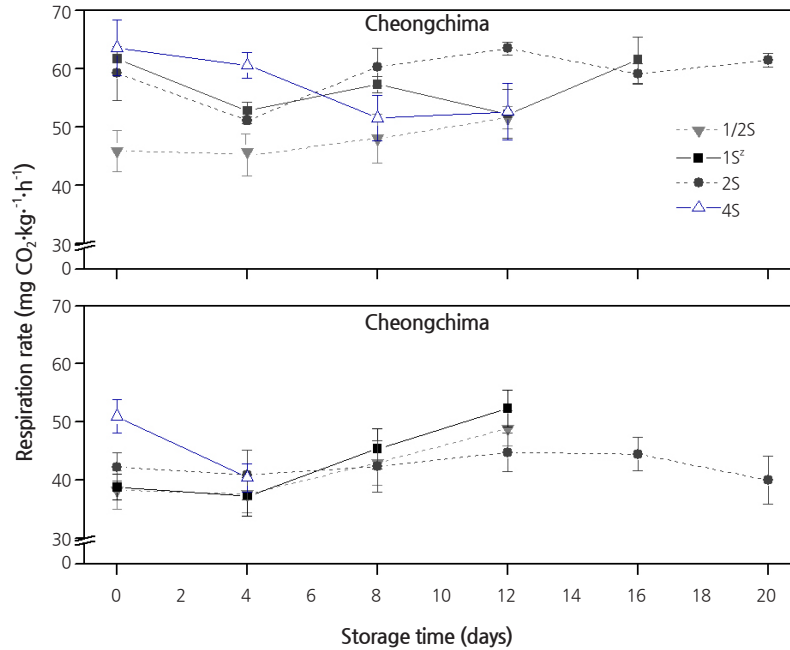 Cheongchima
70
60
50
40
30
0
1/2S
1Sᶻ
2S
4S
Respiration rate (mg CO₂·kg·⁻¹·h⁻¹)
Cheongchima
70
60
50
40
30
0
0 2 4 6 8 10 12 14 16 18 20
Storage time (days)